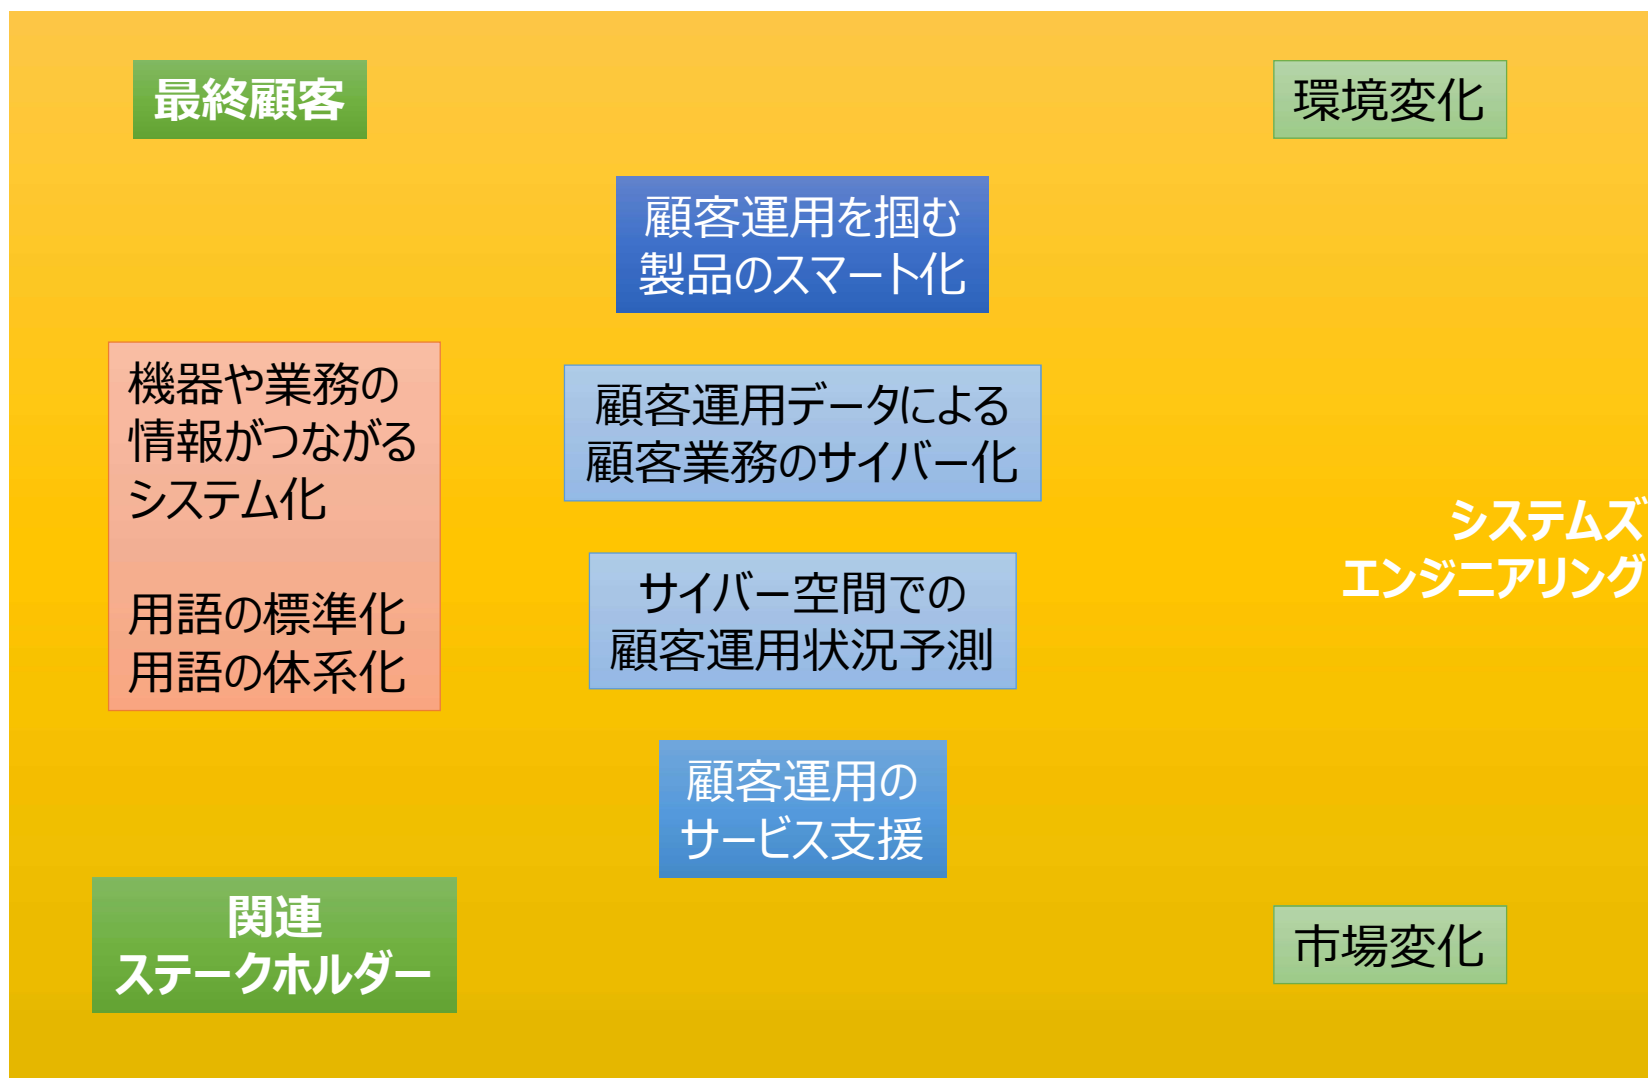 最終顧客
環境変化
顧客運用を掴む
製品のスマート化
機器や業務の
情報がつながる
システム化
用語の標準化
用語の体系化
顧客運用データによる
顧客業務のサイバー化
サイバー空間での
顧客運用状況予測
システムズ
エンジニアリング
顧客運用の
サービス支援
関連
ステークホルダー
市場変化